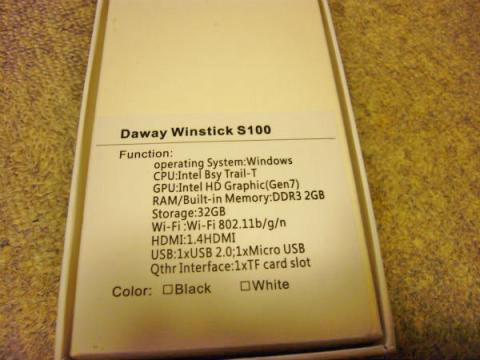 Daway Winstick S100
Function:
operating System:Windows
CPU:Intel Bsy Trail-T
GPU:Intel HD Graphic(Gen7)
RAM/Built-in Memory:DDR3 2GB
Storage:32GB
Wi-Fi :Wi-Fi 802.11b/g/n
HDMI:1.4HDMI
USB:1xUSB 2.0;1xMicro USB
Qthr Interface:1xTF card slot
Color: ☐Black ☐White